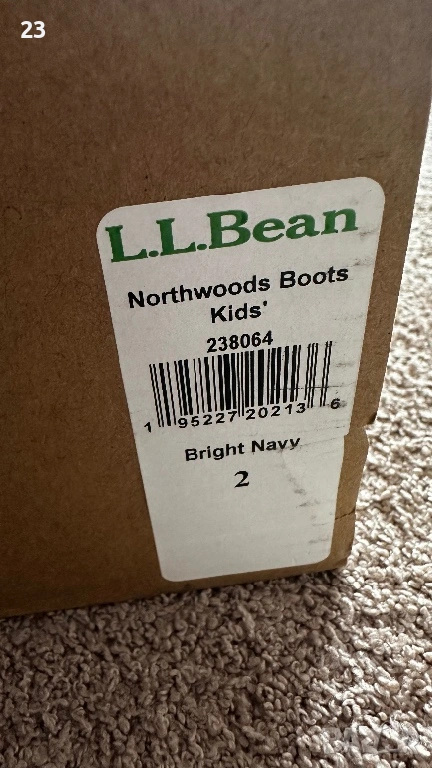 23
L.L.Bean
Northwoods Boots
Kids'
238064
1 95227 20213 6
Bright Navy
2